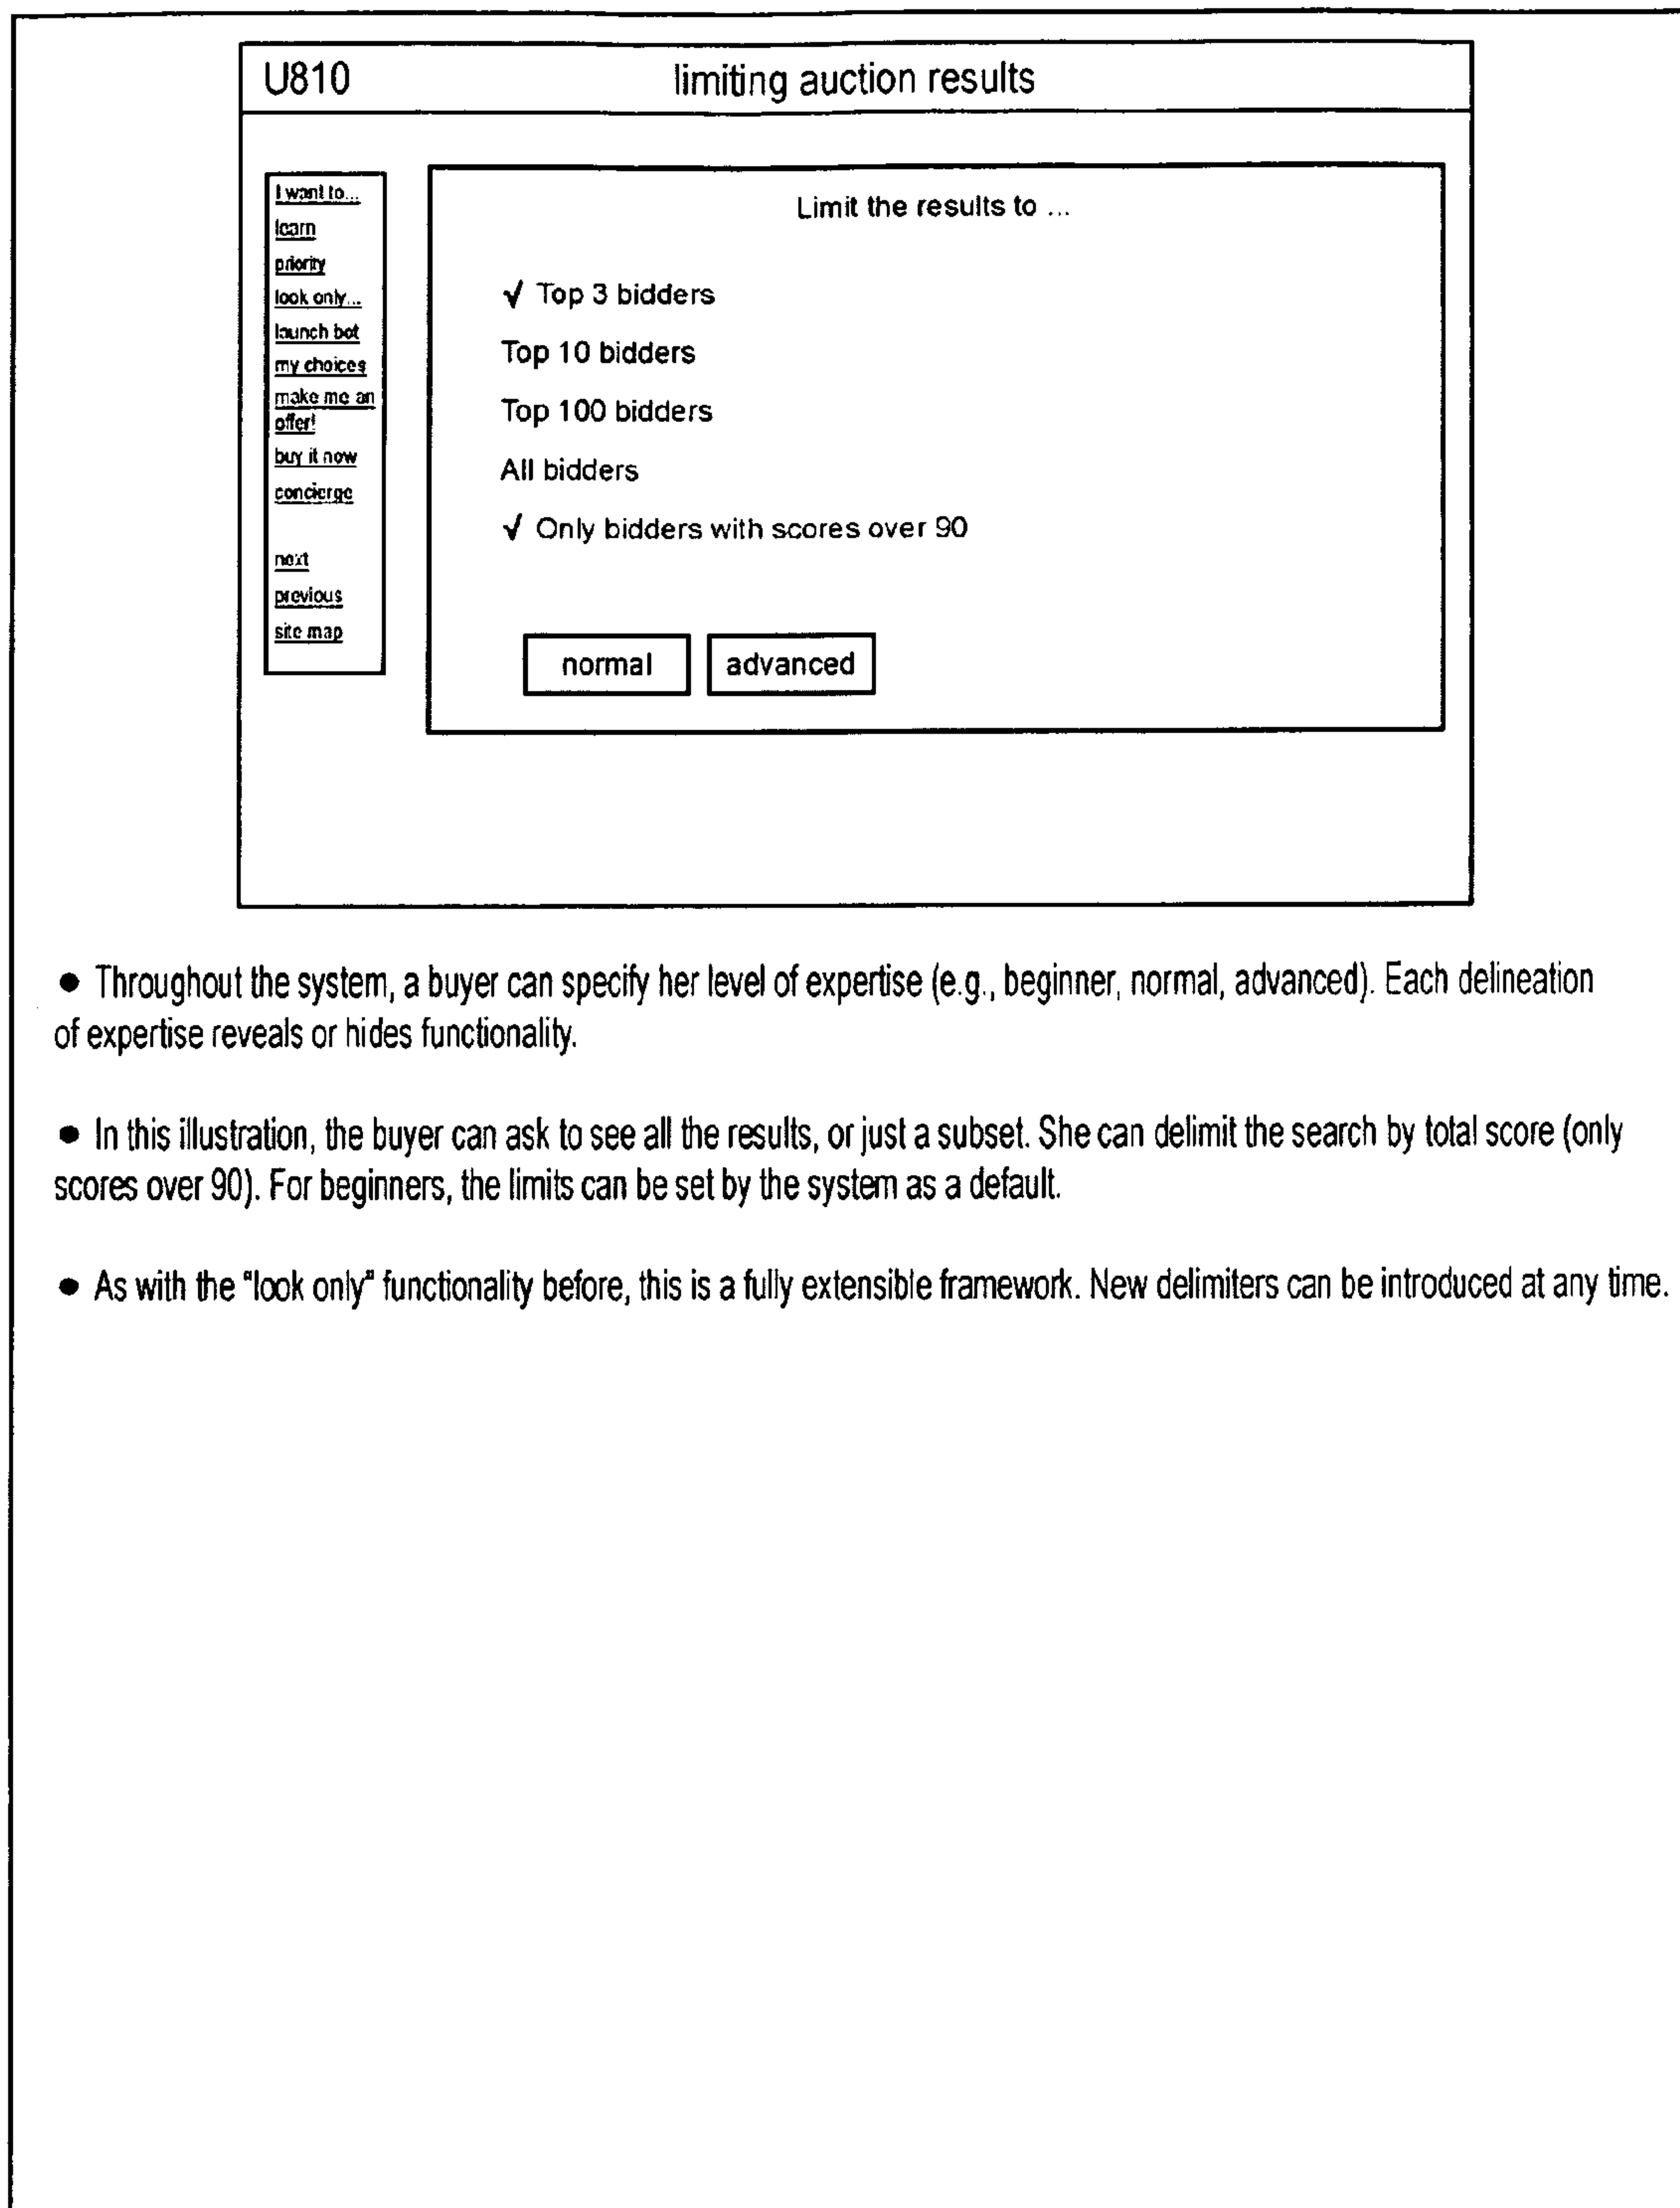 U810
limiting auction results
I want to...
learn
priority
look only...
launch bot
my choices
make me an
offer!
buy it now
concierge
next
previous
site map
Limit the results to ...
√ Top 3 bidders
Top 10 bidders
Top 100 bidders
All bidders
√ Only bidders with scores over 90
normal
advanced
● Throughout the system, a buyer can specify her level of expertise (e.g., beginner, normal, advanced). Each delineation
of expertise reveals or hides functionality.
● In this illustration, the buyer can ask to see all the results, or just a subset. She can delimit the search by total score (only
scores over 90). For beginners, the limits can be set by the system as a default.
● As with the "look only" functionality before, this is a fully extensible framework. New delimiters can be introduced at any time.